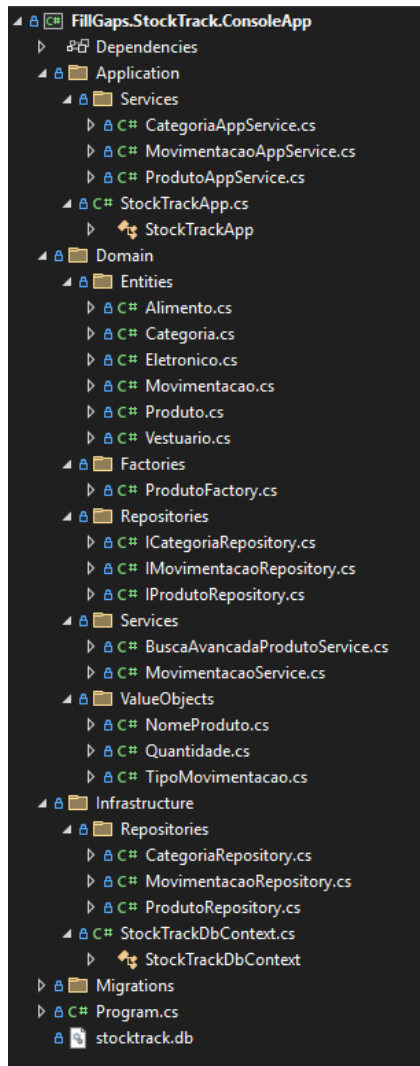 C# FillGaps.StockTrack.ConsoleApp
Dependencies
Application
Services
C# CategoriaAppService.cs
C# MovimentacaoAppService.cs
C# ProdutoAppService.cs
C# StockTrackApp.cs
StockTrackApp
Domain
Entities
C# Alimento.cs
C# Categoria.cs
C# Eletronico.cs
C# Movimentacao.cs
C# Produto.cs
C# Vestuario.cs
Factories
C# ProdutoFactory.cs
Repositories
C# ICategoriaRepository.cs
C# IMovimentacaoRepository.cs
C# IProdutoRepository.cs
Services
C# BuscaAvancadaProdutoService.cs
C# MovimentacaoService.cs
ValueObjects
C# NomeProduto.cs
C# Quantidade.cs
C# TipoMovimentacao.cs
Infrastructure
Repositories
C# CategoriaRepository.cs
C# MovimentacaoRepository.cs
C# ProdutoRepository.cs
C# StockTrackDbContext.cs
StockTrackDbContext
Migrations
C# Program.cs
stocktrack.db